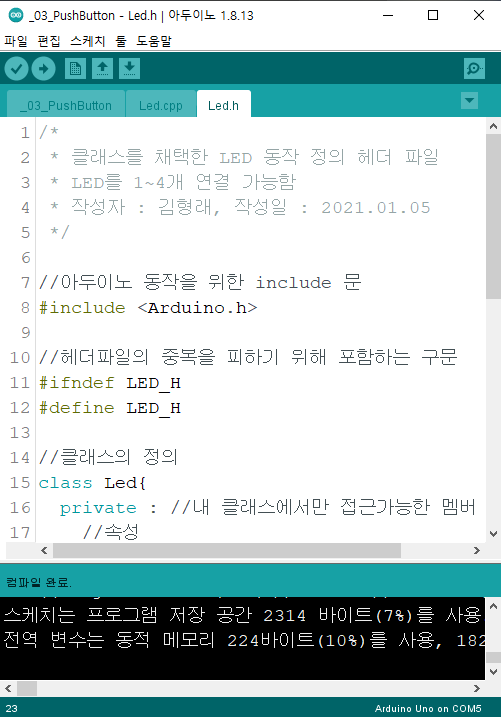 _03_PushButton - Led.h | 아두이노 1.8.13
파일 편집 스케치 툴 도움말
_03_PushButton Led.cpp Led.h
1 /*
2 * 클래스를 채택한 LED 동작 정의 헤더 파일
3 * LED를 1~4개 연결 가능함
4 * 작성자 : 김형래, 작성일 : 2021.01.05
5 */
6
7 //아두이노 동작을 위한 include 문
8 #include <Arduino.h>
9
10 //헤더파일의 중복을 피하기 위해 포함하는 구문
11 #ifndef LED_H
12 #define LED_H
13
14 //클래스의 정의
15 class Led{
16 private : //내 클래스에서만 접근가능한 멤버
17 //속성
컴파일 완료.
스케치는 프로그램 저장 공간 2314 바이트(7%)를 사용
전역 변수는 동적 메모리 224바이트(10%)를 사용, 182
23 Arduino Uno on COM5